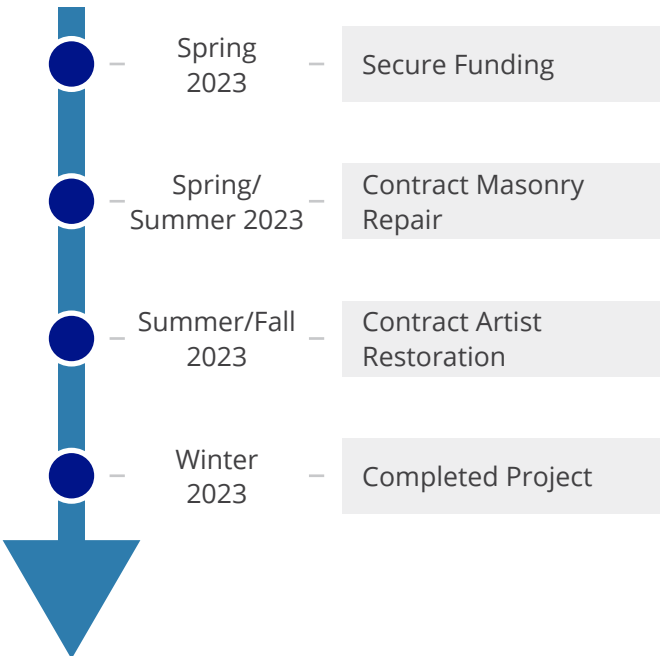 Spring
2023
Secure Funding
Spring/
Summer 2023
Contract Masonry
Repair
Summer/Fall
2023
Contract Artist
Restoration
Winter
2023
Completed Project